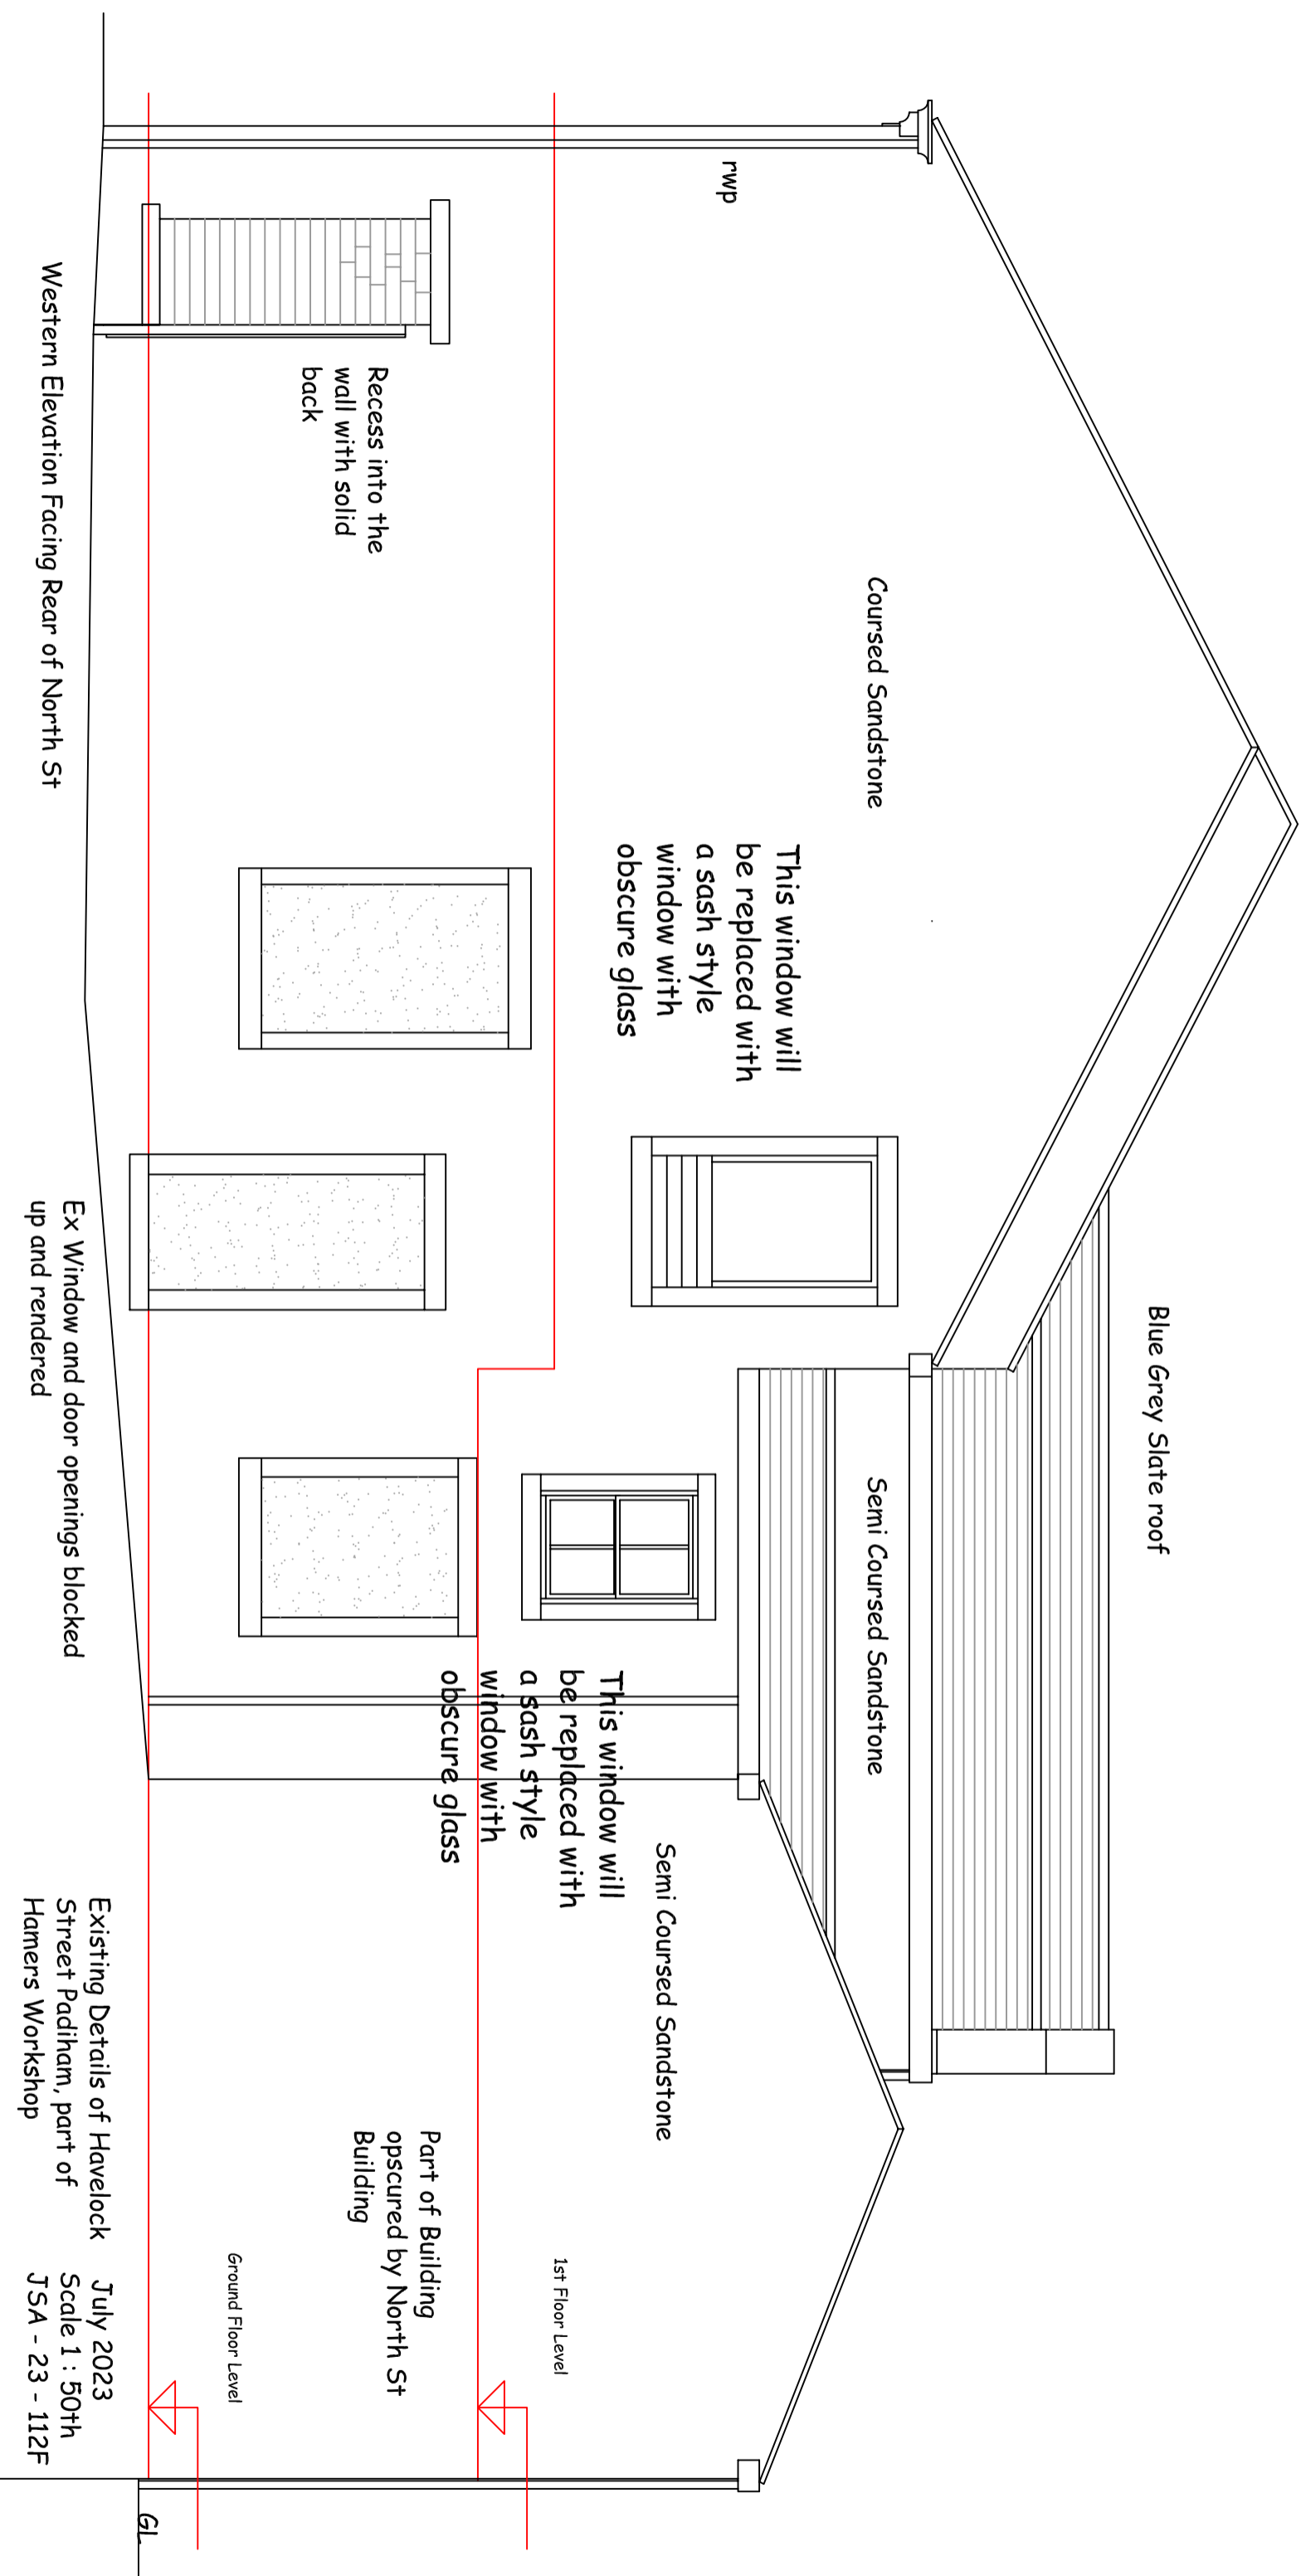 Blue Grey Slate roof
Coursed Sandstone
Semi Coursed Sandstone
This window will
be replaced with
a sash style
window with
obscure glass
rwp
Semi Coursed Sandstone
This window will
be replaced with
a sash style
window with
obscure glass
1st Floor Level
Recess into the
wall with solid
back
Part of Building
opscured by North St
Building
Ground Floor Level
GL
Western Elevation Facing Rear of North St
Ex Window and door openings blocked
up and rendered
Existing Details of Havelock
Street Padiham, part of
Hamers Workshop
July 2023
Scale 1 : 50th
JSA - 23 - 112F